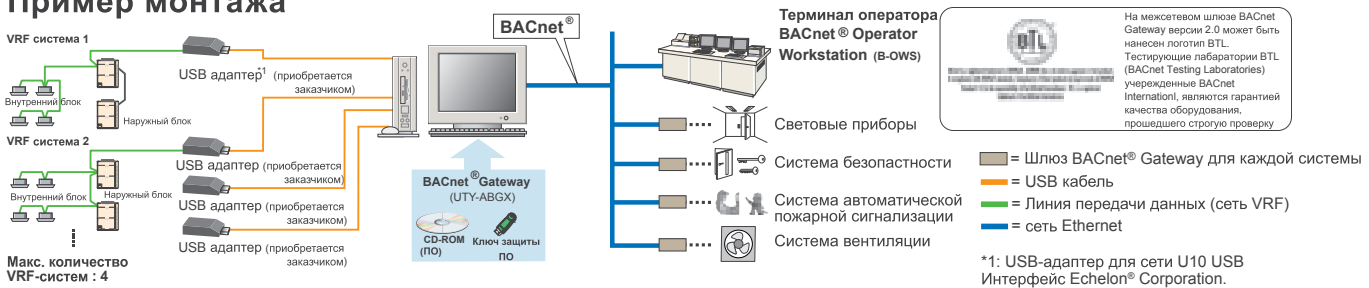 Пример монтажа
VRF система 1
Внутренний блок
Наружный блок
VRF система 2
Внутренний блок
Наружный блок
Макс. количество
VRF-систем : 4
USB адаптер*1 (приобретается
заказчиком)
USB адаптер (приобретается
заказчиком)
USB адаптер (приобретается
заказчиком)
USB адаптер (приобретается
заказчиком)
BACnet®
BACnet®Gateway
(UTY-ABGX)
CD-ROM
(ПО)
Ключ защиты
ПО
Терминал оператора
BACnet® Operator
Workstation (B-OWS)
Световые приборы
Система безопастности
Система автоматической
пожарной сигнализации
Система вентиляции
BTL
На межсетевом шлюзе BACnet
Gateway версии 2.0 может быть
нанесен логотип BTL.
Тестирующие лабаратории BTL
(BACnet Testing Laboratories)
учережденные BACnet
Internationl, являются гарантией
качества оборудования,
прошедшего строгую проверку
= Шлюз BACnet® Gateway для каждой системы
= USB кабель
= Линия передачи данных (сеть VRF)
= сеть Ethernet
*1: USB-адаптер для сети U10 USB
Интерфейс Echelon® Corporation.